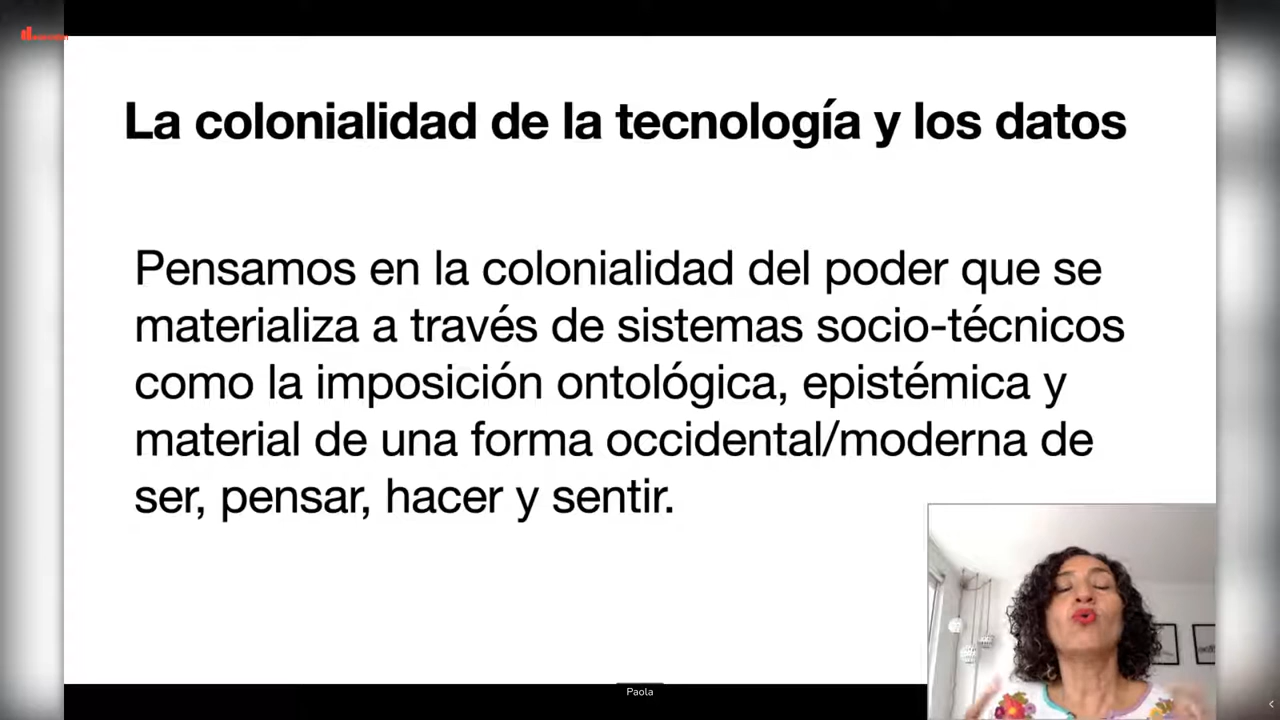 La colonialidad de la tecnología y los datos
Pensamos en la colonialidad del poder que se
materializa a través de sistemas socio-técnicos
como la imposición ontológica, epistémica y
material de una forma occidental/moderna de
ser, pensar, hacer y sentir.
Paola